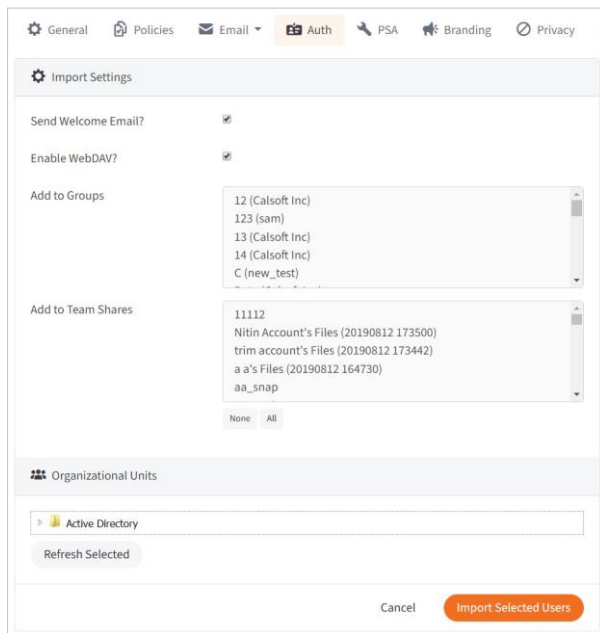 General Policies Email Auth PSA Branding Privacy
Import Settings
Send Welcome Email?
Enable WebDAV?
Add to Groups
12 (Calsoft Inc)
123 (sam)
13 (Calsoft Inc)
14 (Calsoft Inc)
C (new_test)
Add to Team Shares
11112
Nitin Account's Files (20190812 173500)
trim account's Files (20190812 173442)
a a's Files (20190812 164730)
aa_snap
None All
Organizational Units
Active Directory
Refresh Selected
Cancel Import Selected Users